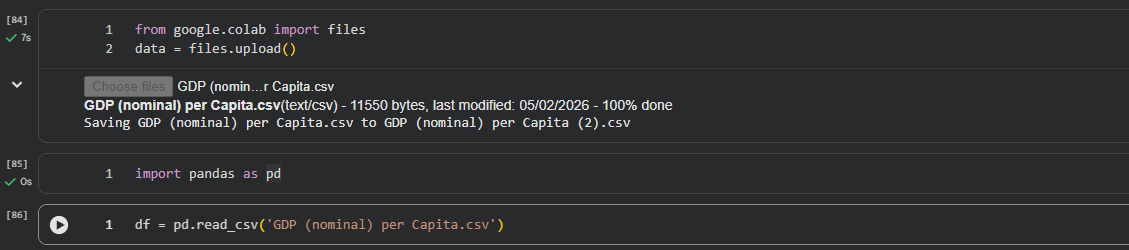 [84]
7s
1 from google.colab import files
2 data = files.upload()
Choose files GDP (nomin...r Capita.csv
GDP (nominal) per Capita.csv(text/csv) - 11550 bytes, last modified: 05/02/2026 - 100% done
Saving GDP (nominal) per Capita.csv to GDP (nominal) per Capita (2).csv
[85]
0s
1 import pandas as pd
[86]
1 df = pd.read_csv('GDP (nominal) per Capita.csv')